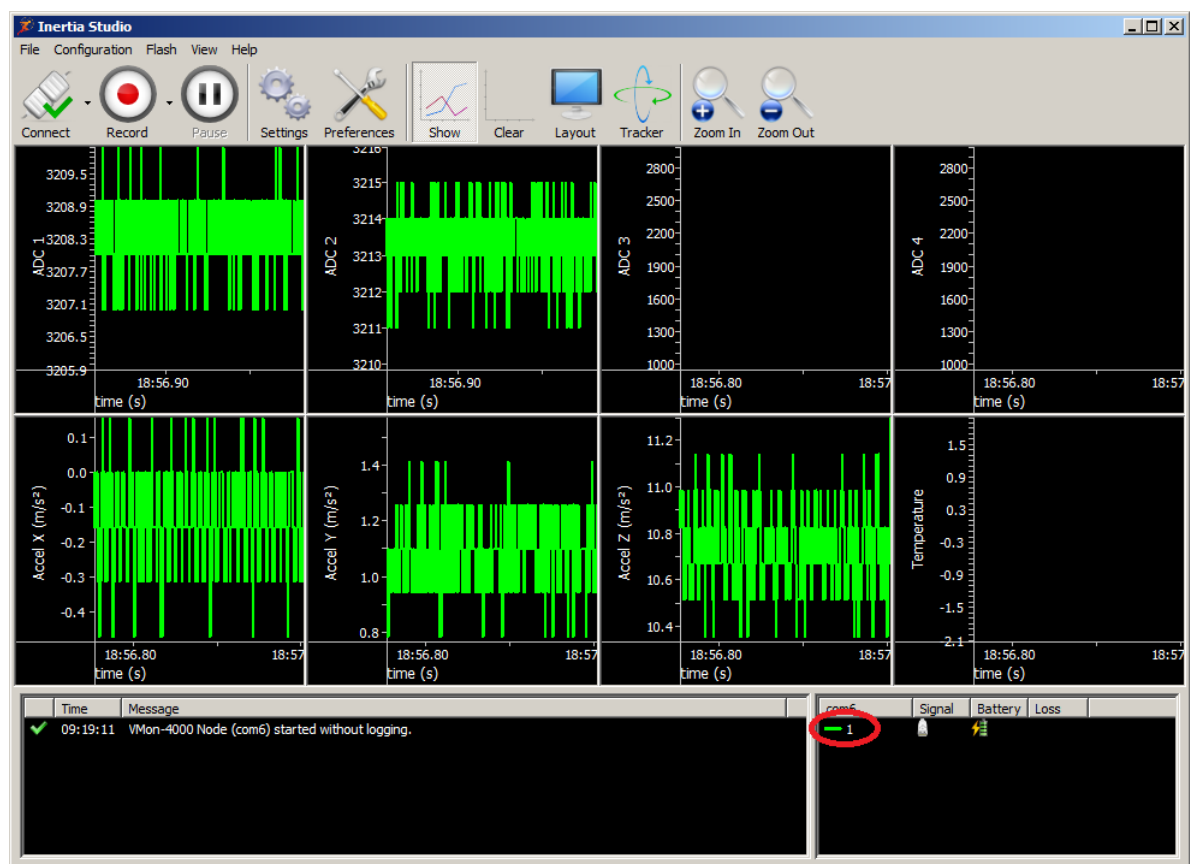 Inertia Studio
File Configuration Flash View Help
Connect Record Pause Settings Preferences Show Clear Layout Tracker Zoom In Zoom Out
ADC 1
3209.5
3208.9
3208.3
3207.7
3207.1
3206.5
3205.9
18:56.90
time (s)
ADC 2
3216
3215
3214
3213
3212
3211
3210
18:56.90
time (s)
ADC 3
2800
2500
2200
1900
1600
1300
1000
18:56.80 18:57
time (s)
ADC 4
2800
2500
2200
1900
1600
1300
1000
18:56.80 18:57
time (s)
Accel X (m/s²)
0.1
0.0
-0.1
-0.2
-0.3
-0.4
18:56.80 18:57
time (s)
Accel Y (m/s²)
1.4
1.2
1.0
0.8
18:56.80 18:57
time (s)
Accel Z (m/s²)
11.2
11.0
10.8
10.6
10.4
18:56.80 18:57
time (s)
Temperature
1.5
0.9
0.3
-0.3
-0.9
-1.5
-2.1
18:56.80 18:57
time (s)
Time Message
09:19:11 VMon-4000 Node (com6) started without logging.
com6 Signal Battery Loss
1